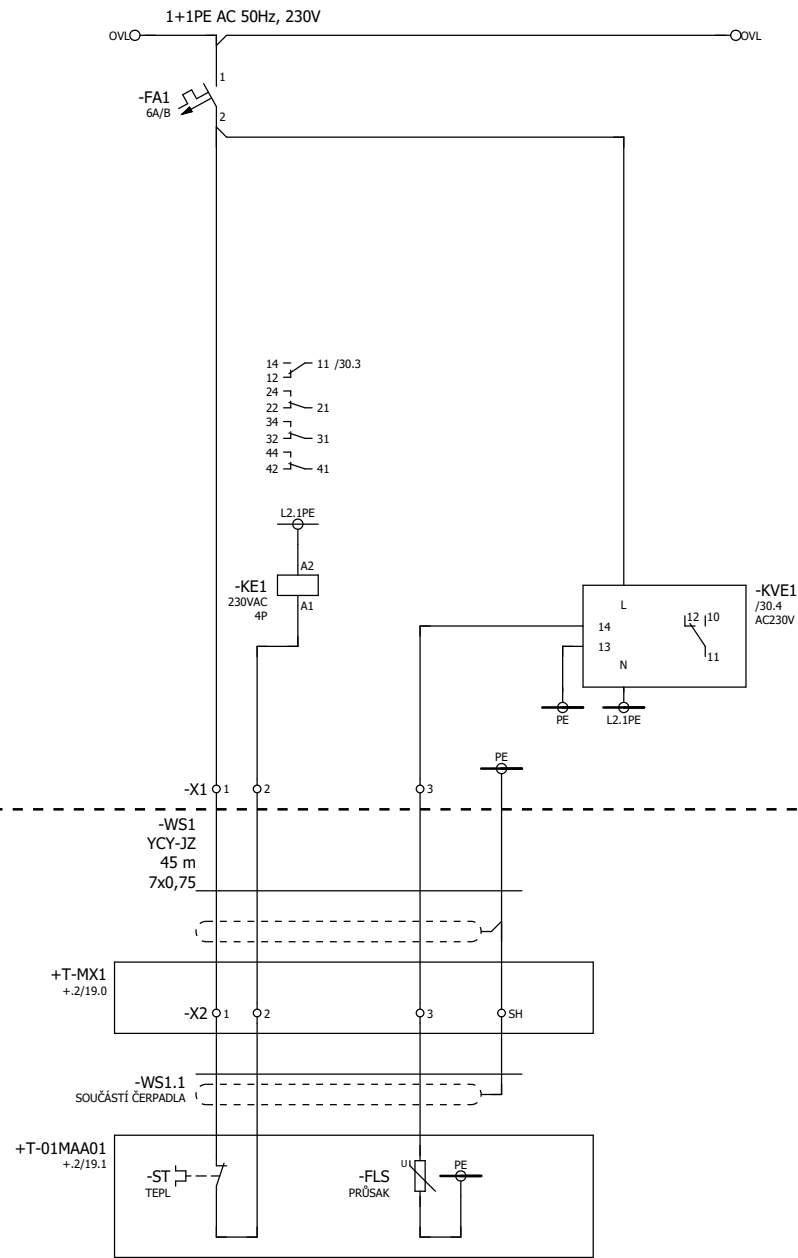 1+1PE AC 50Hz, 230V
OVL
OVL
1
-FA1
6A/B
2
14 11 /30.3
12
24
22 21
34
32 31
44
42 41
L2.1PE
A2
-KE1
230VAC
4P
A1
-KVE1
/30.4
AC230V
L
14
13
N
12 10
11
PE
L2.1PE
PE
-X1 1 2 3
-WS1
YCY-JZ
45 m
7x0,75
+T-MX1
+.2/19.0
-X2 1 2 3 SH
-WS1.1
SOUČÁSTÍ ČERPADLA
+T-01MAA01
+.2/19.1
-ST
TEPL
-FLS
PRŮSAK
U
PE